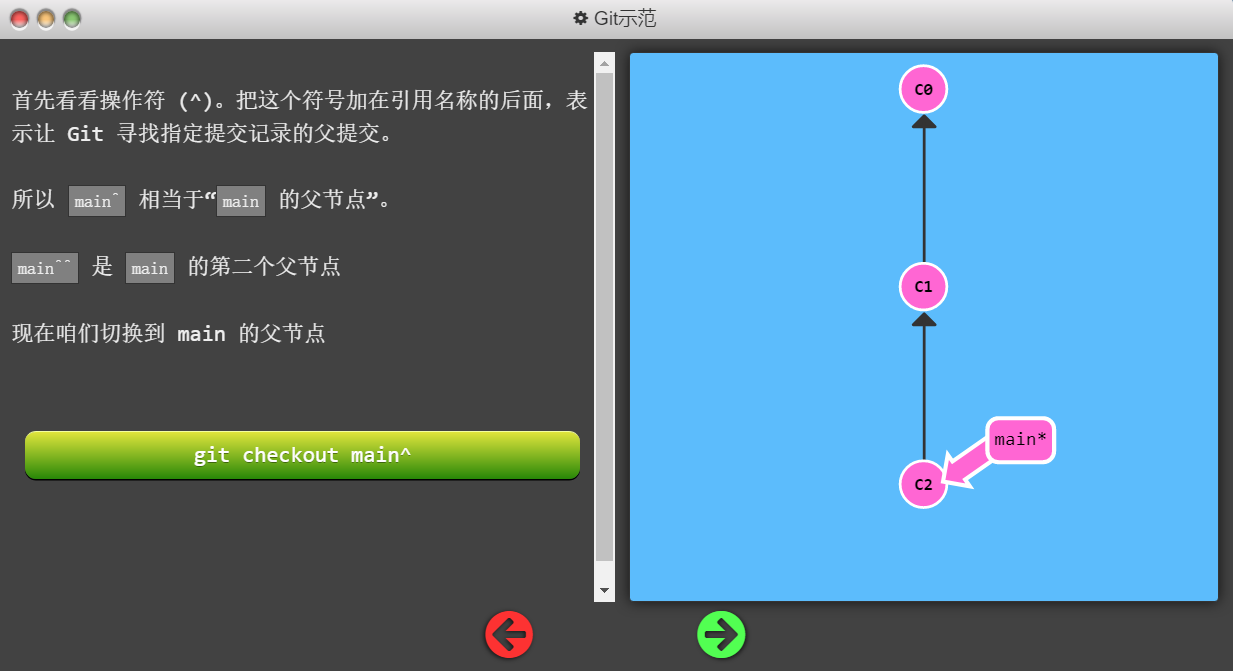 Git示范
首先看看操作符 (^)。把这个符号加在引用名称的后面，表
示让 Git 寻找指定提交记录的父提交。
所以 main^ 相当于“main 的父节点”。
main^^ 是 main 的第二个父节点
现在咱们切换到 main 的父节点
git checkout main^
C0
C1
main*
C2